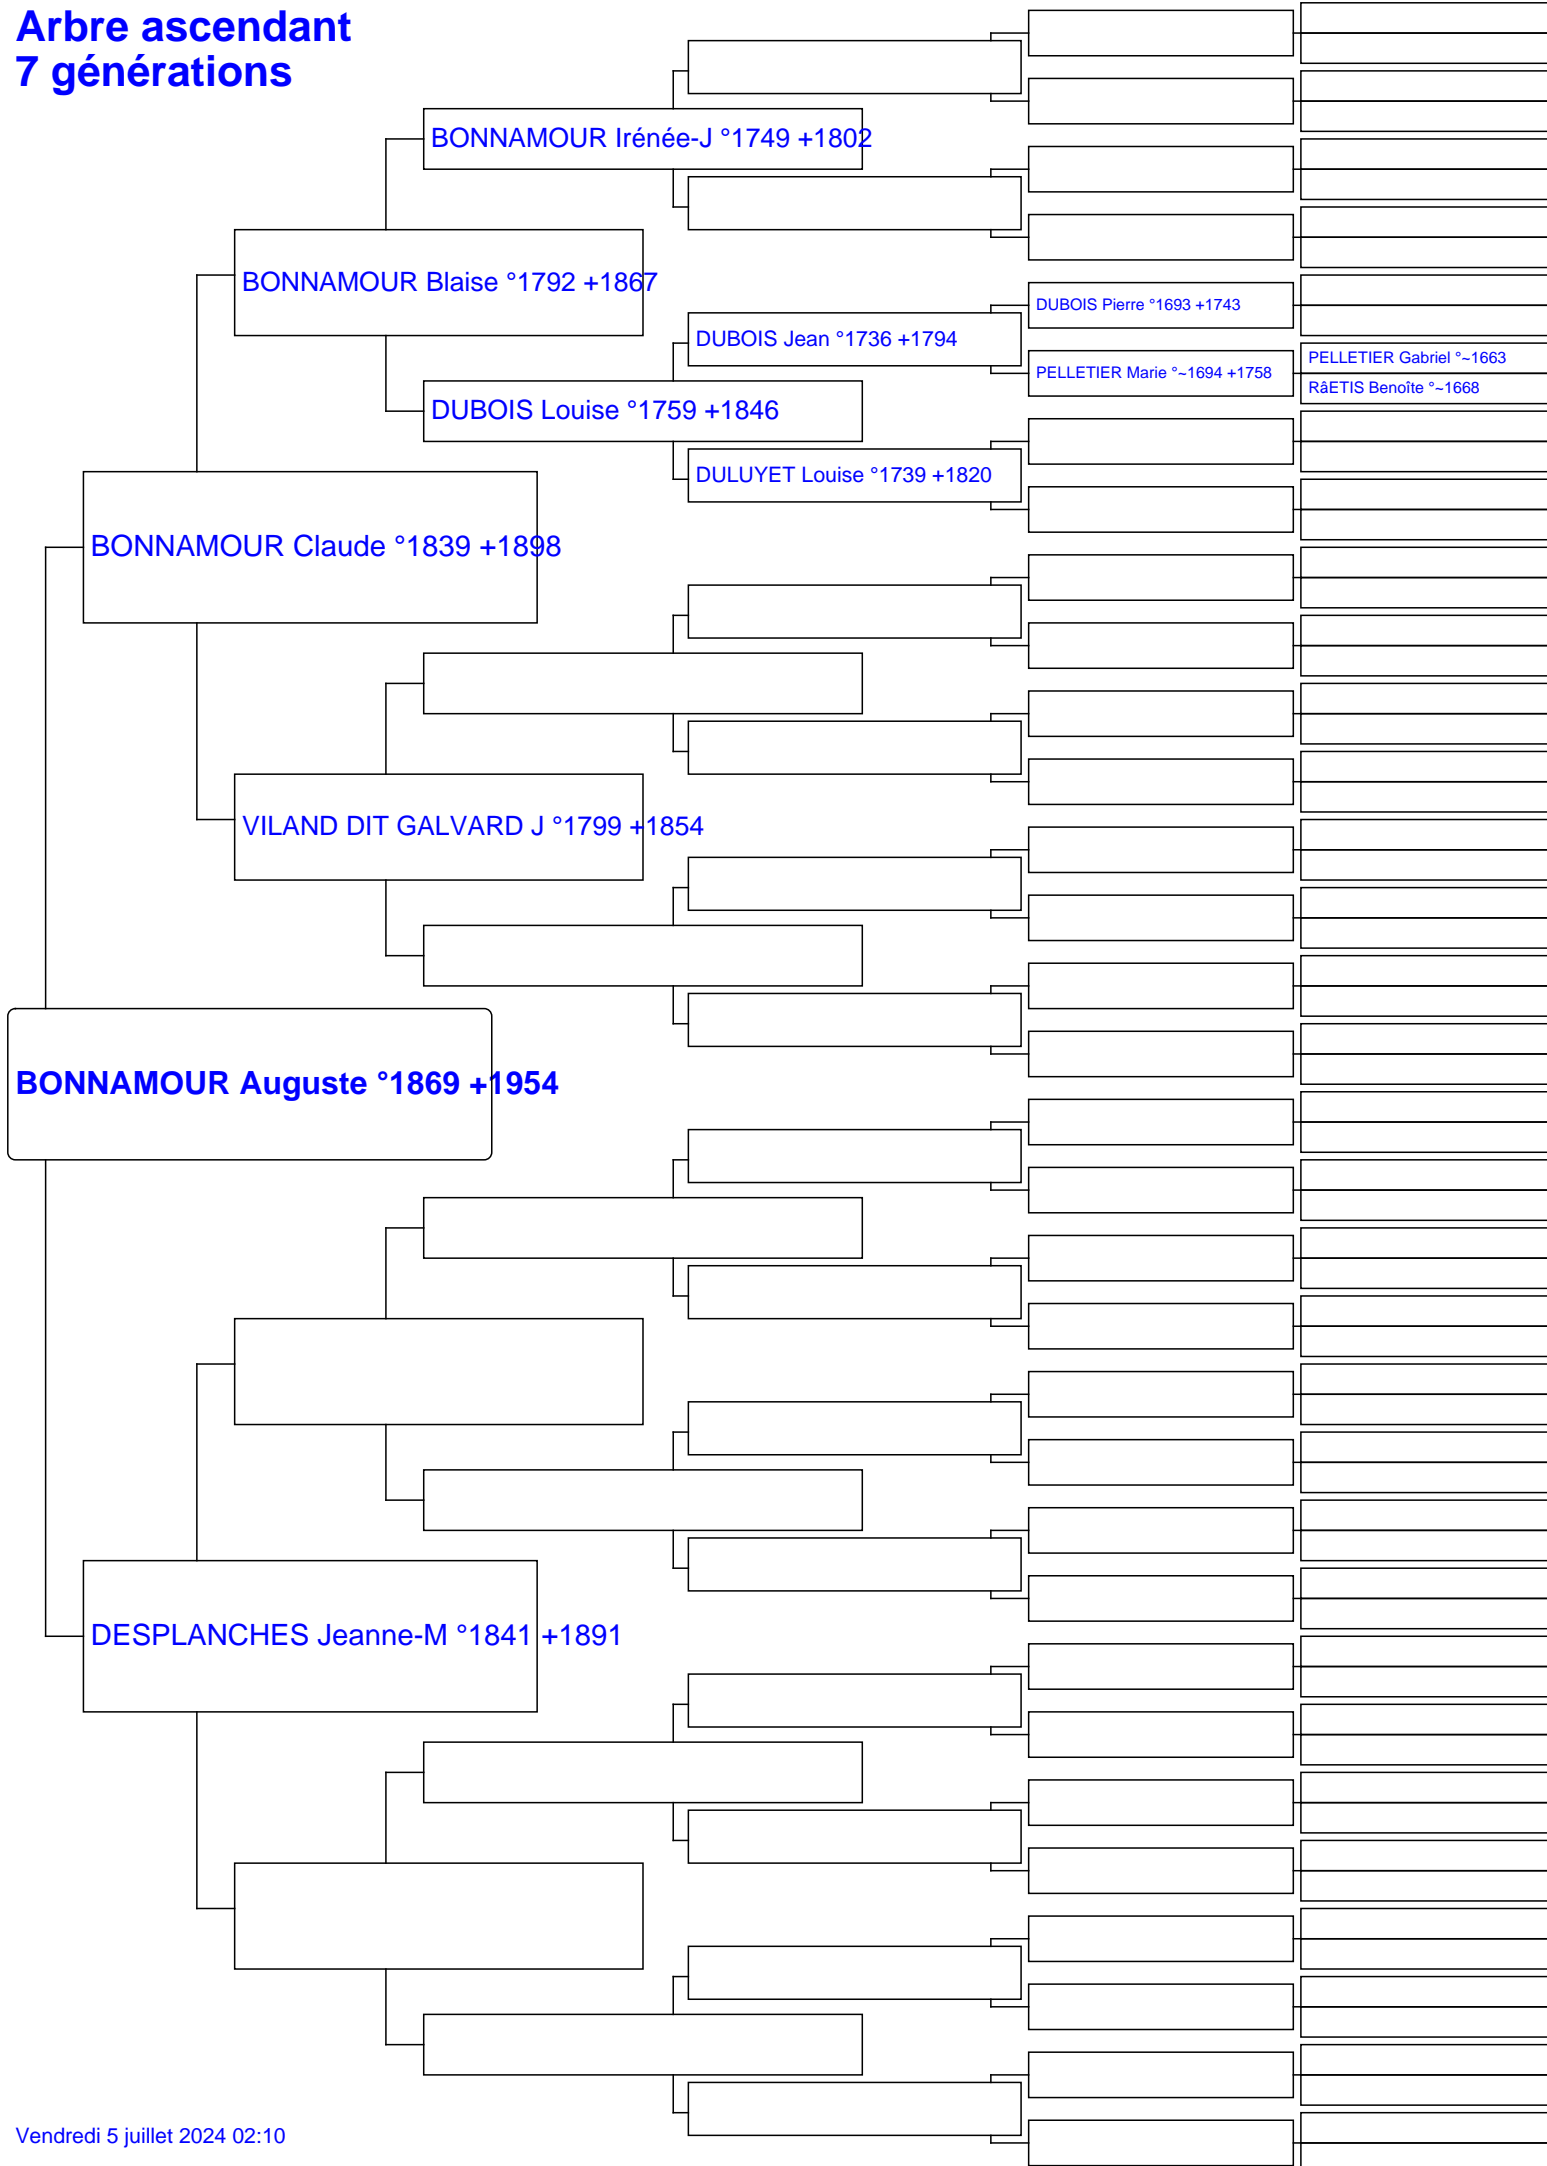 Arbre ascendant
7 générations
BONNAMOUR Irénée-J °1749 +1802
BONNAMOUR Blaise °1792 +1867
DUBOIS Pierre °1693 +1743
DUBOIS Jean °1736 +1794
PELLETIER Gabriel °~1663
PELLETIER Marie °~1694 +1758
RâETIS Benoîte °~1668
DUBOIS Louise °1759 +1846
DULUYET Louise °1739 +1820
BONNAMOUR Claude °1839 +1898
VILAND DIT GALVARD J °1799 +1854
BONNAMOUR Auguste °1869 +1954
DESPLANCHES Jeanne-M °1841 +1891
Vendredi 5 juillet 2024 02:10